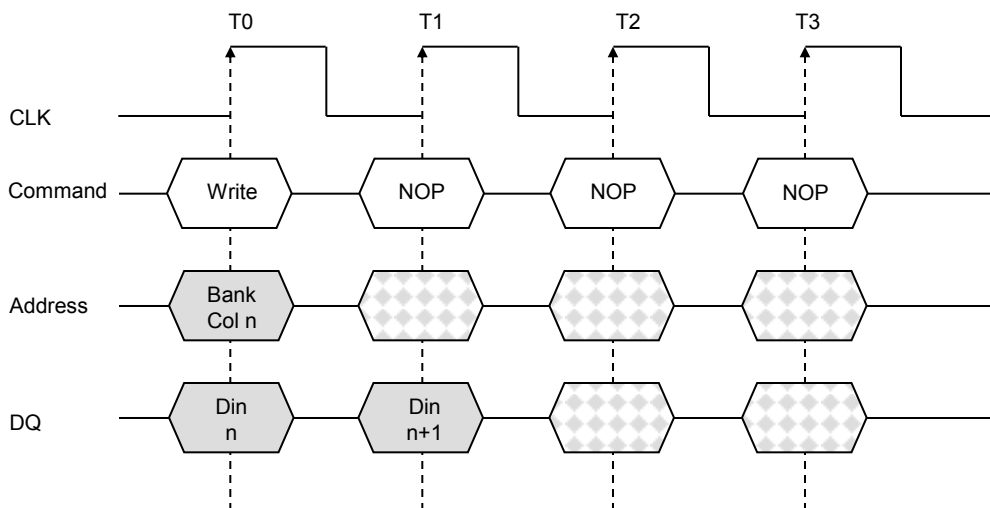 T0 T1 T2 T3
CLK
Command Write NOP NOP NOP
Address Bank
Col n
DQ Din Din
n n+1